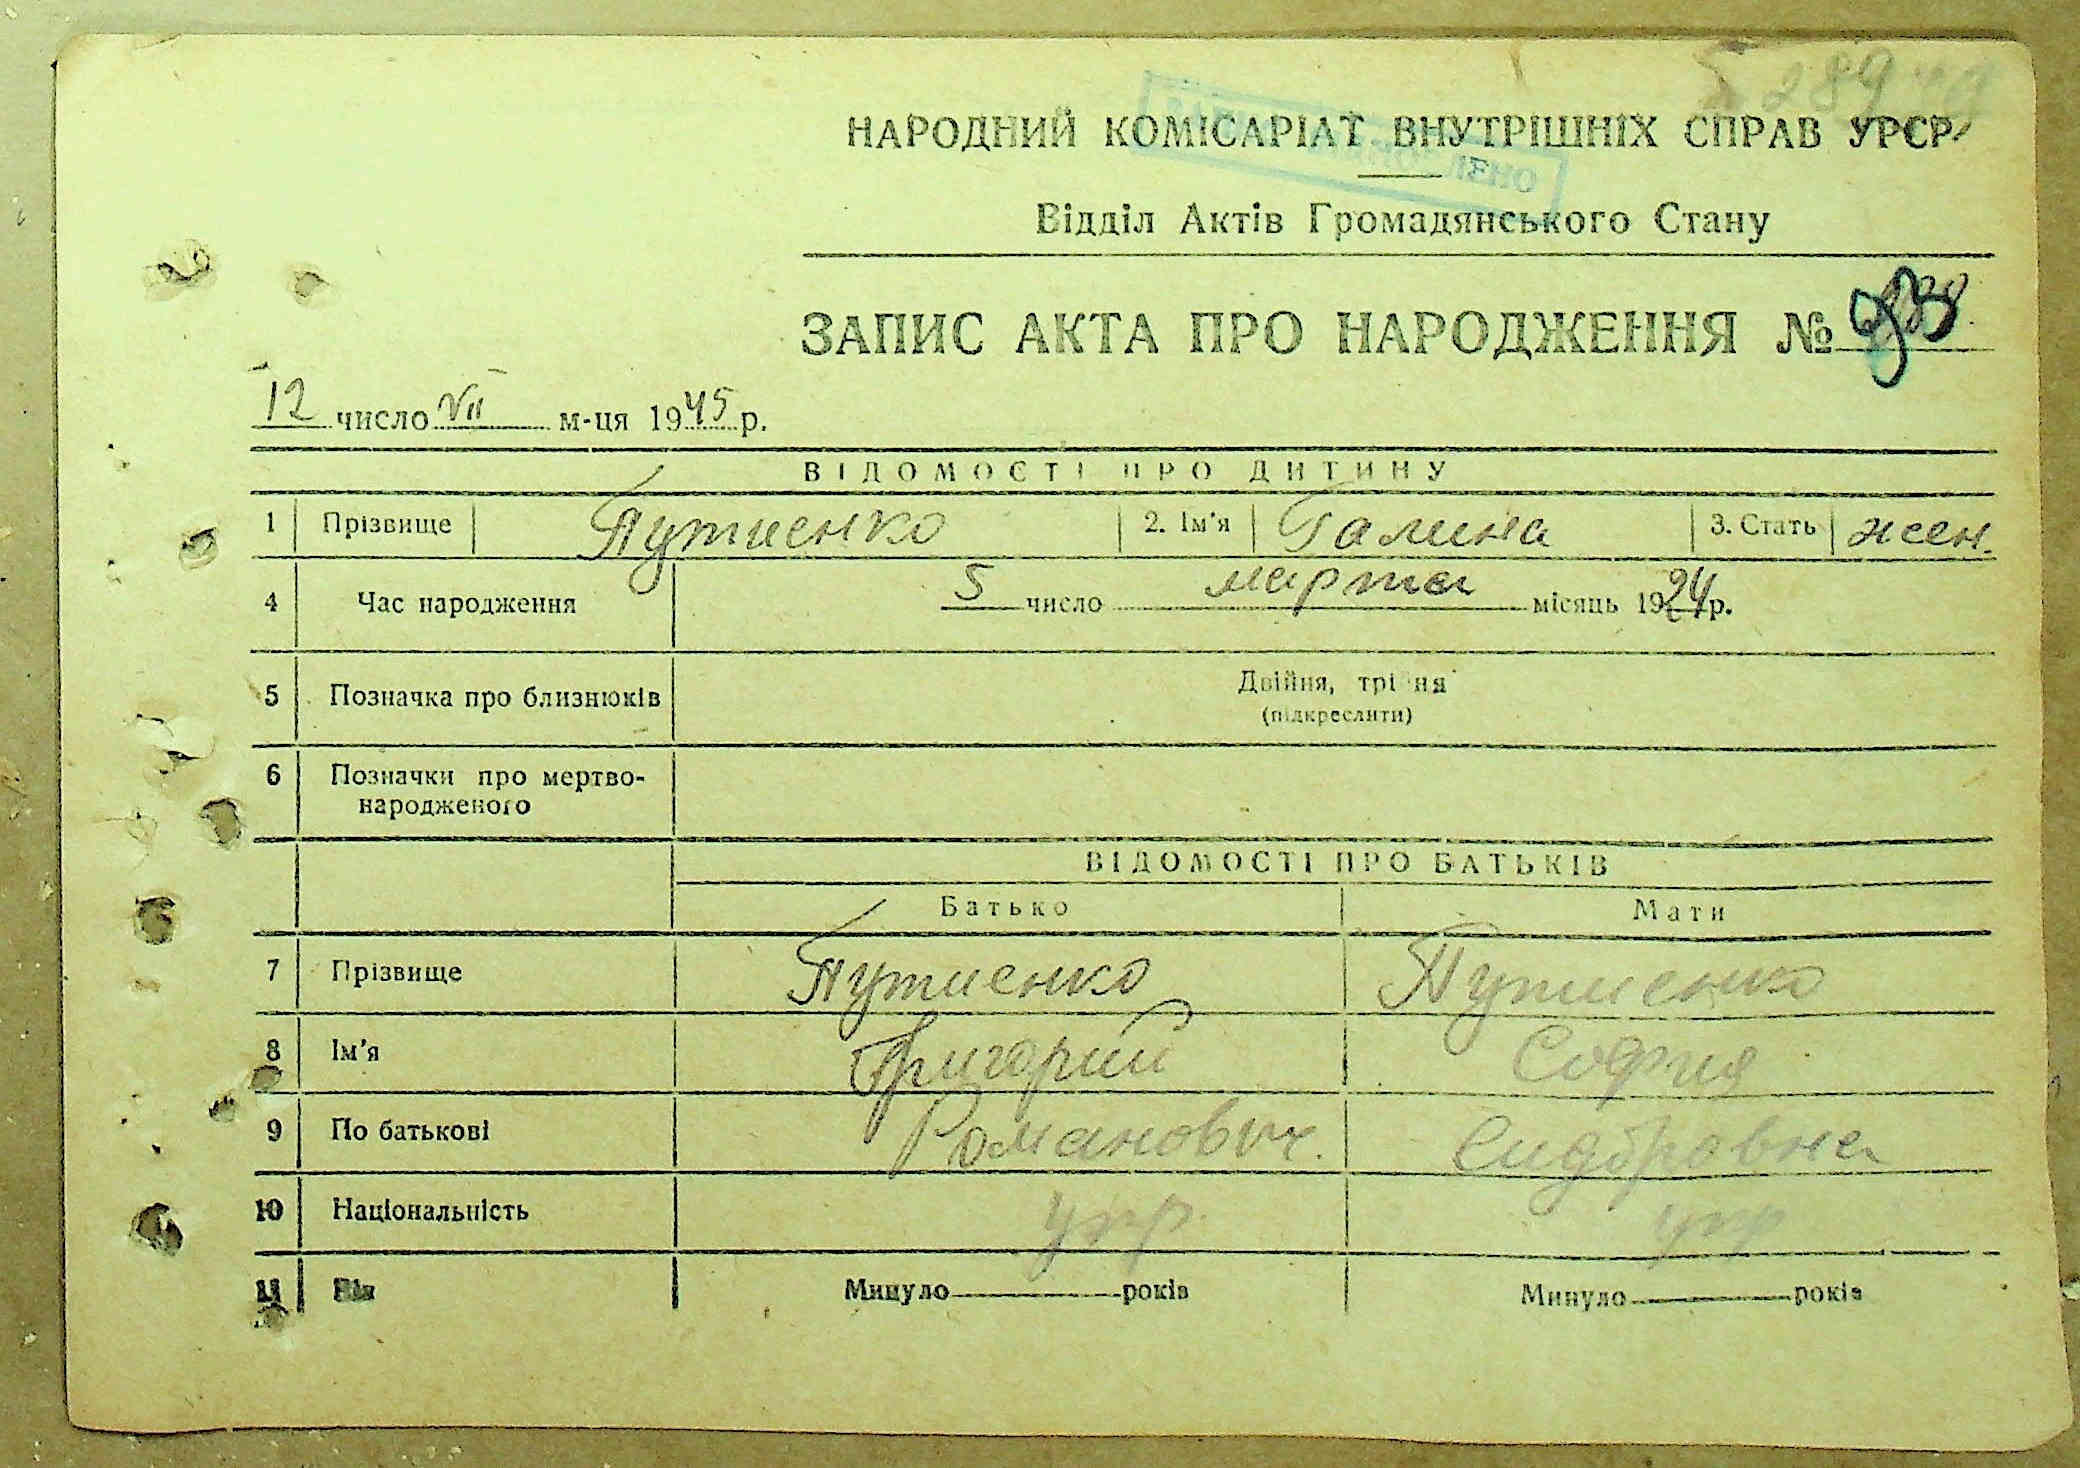 НАРОДНИЙ КОМІСАРІАТ ВНУТРІШНІХ СПРАВ УРСР
Відділ Актів Громадянського Стану
ЗАПИС АКТА ПРО НАРОДЖЕННЯ №
12 число VII м-ця 1945 р.
ВІДОМОСТІ ПРО ДИТИНУ
1 Прізвище Путиенко 2. Ім'я Галина 3. Стать жен.
4 Час народження 5 число марта місяць 1924 р.
5 Позначка про близнюків Двійня, трійня
(підкреслити)
6 Позначки про мертво-
народженого
ВІДОМОСТІ ПРО БАТЬКІВ
Батько Мати
7 Прізвище Путиенко Путиенко
8 Ім'я Григорий София
9 По батькові Романович. Сидоровна
10 Національність укр. укр
11 Вік Минуло років Минуло років